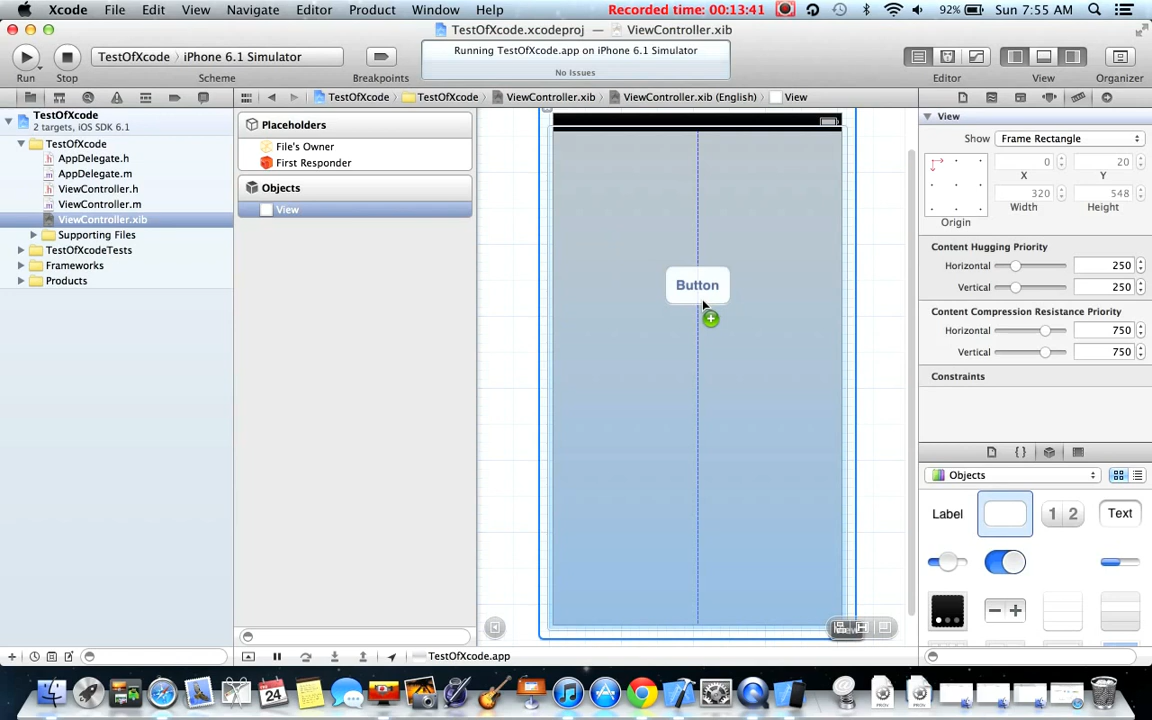 Xcode File Edit View Navigate Editor Product Window Help Recorded time: 00:13:41 92% Sun 7:55 AM
TestOfXcode.xcodeproj — ViewController.xib
TestOfXcode iPhone 6.1 Simulator
Running TestOfXcode.app on iPhone 6.1 Simulator
No Issues
Run Stop Scheme Breakpoints Editor View Organizer
TestOfXcode TestOfXcode ViewController.xib ViewController.xib (English) View
TestOfXcode
2 targets, iOS SDK 6.1
TestOfXcode
AppDelegate.h
AppDelegate.m
ViewController.h
ViewController.m
ViewController.xib
Supporting Files
TestOfXcodeTests
Frameworks
Products
Placeholders
File's Owner
First Responder
Objects
View
Button
View
Show Frame Rectangle
0 20
X Y
320 548
Width Height
Origin
Content Hugging Priority
Horizontal 250
Vertical 250
Content Compression Resistance Priority
Horizontal 750
Vertical 750
Constraints
Objects
Label 1 2 Text
TestOfXcode.app
24